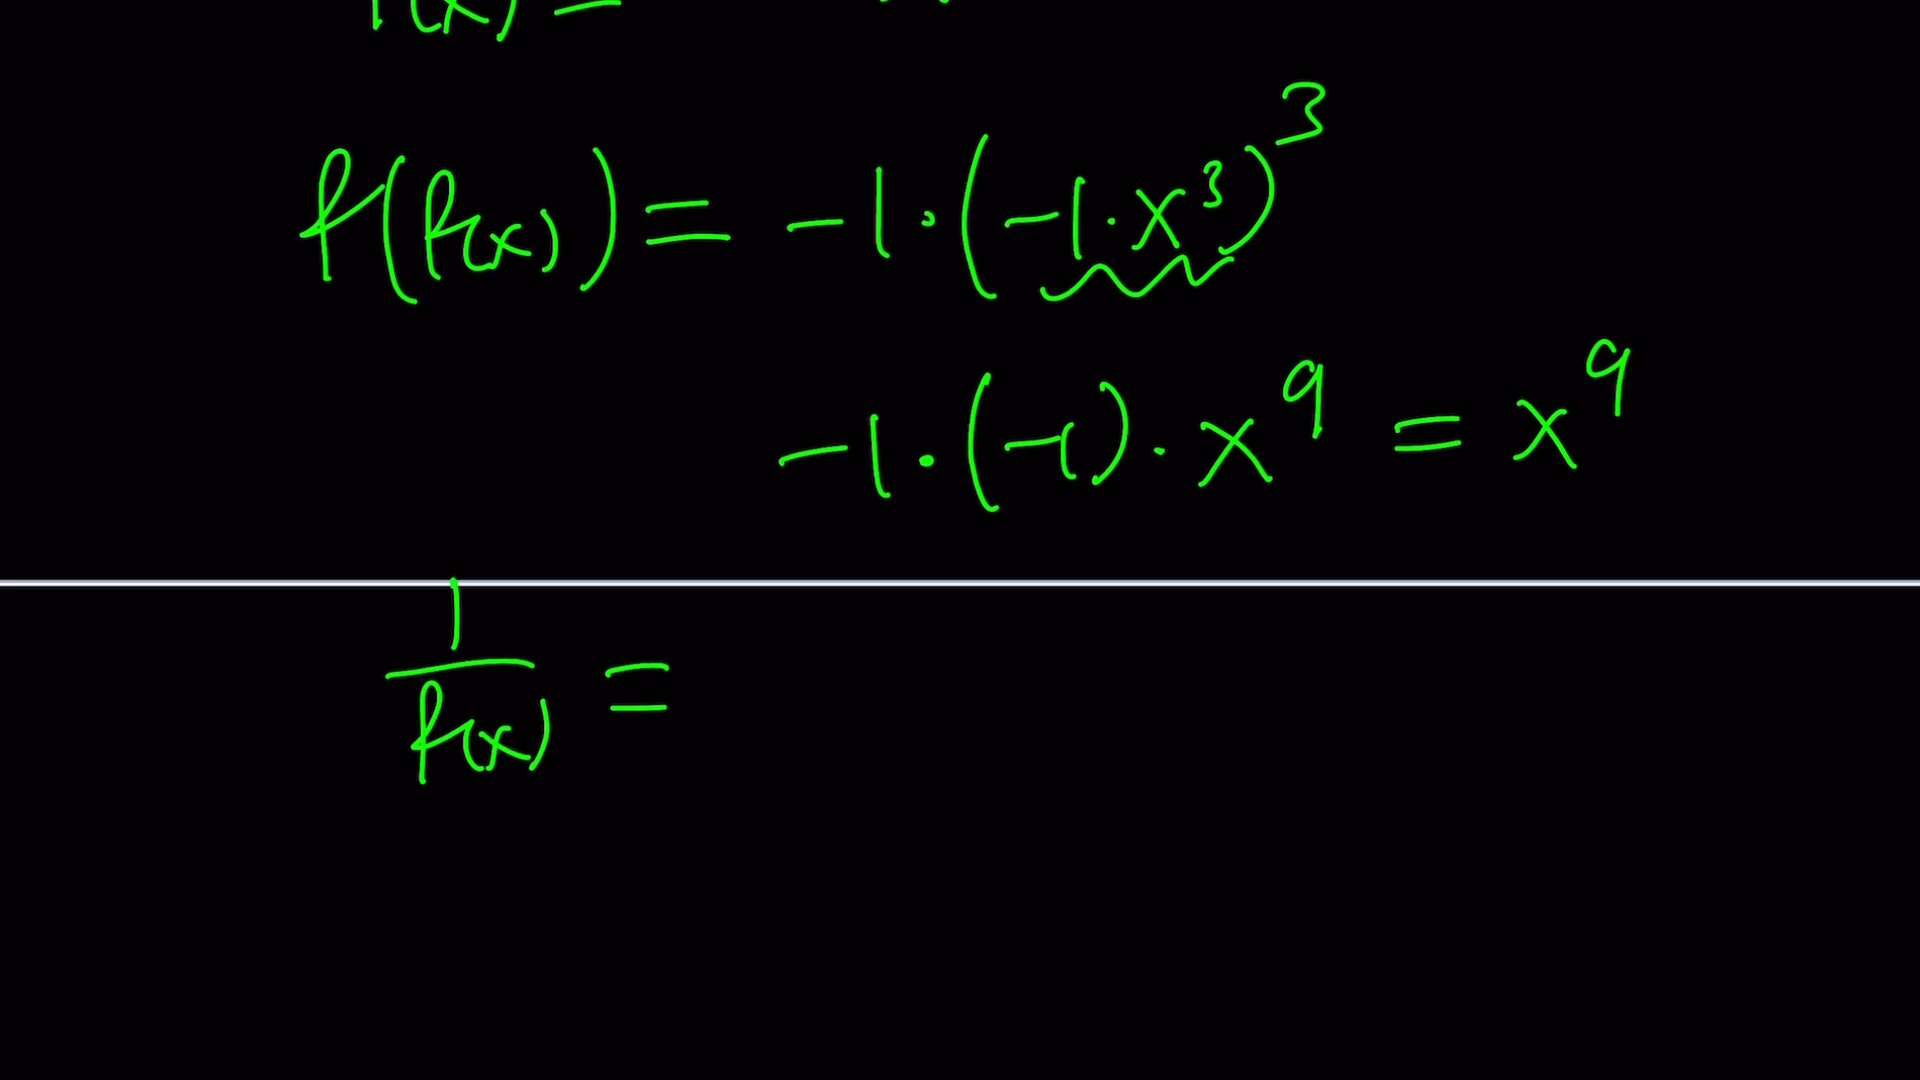 f(x) =
f(f(x)) = -1·(-1·x³)³
-1·(-1)·x⁹ = x⁹
1/f(x) =